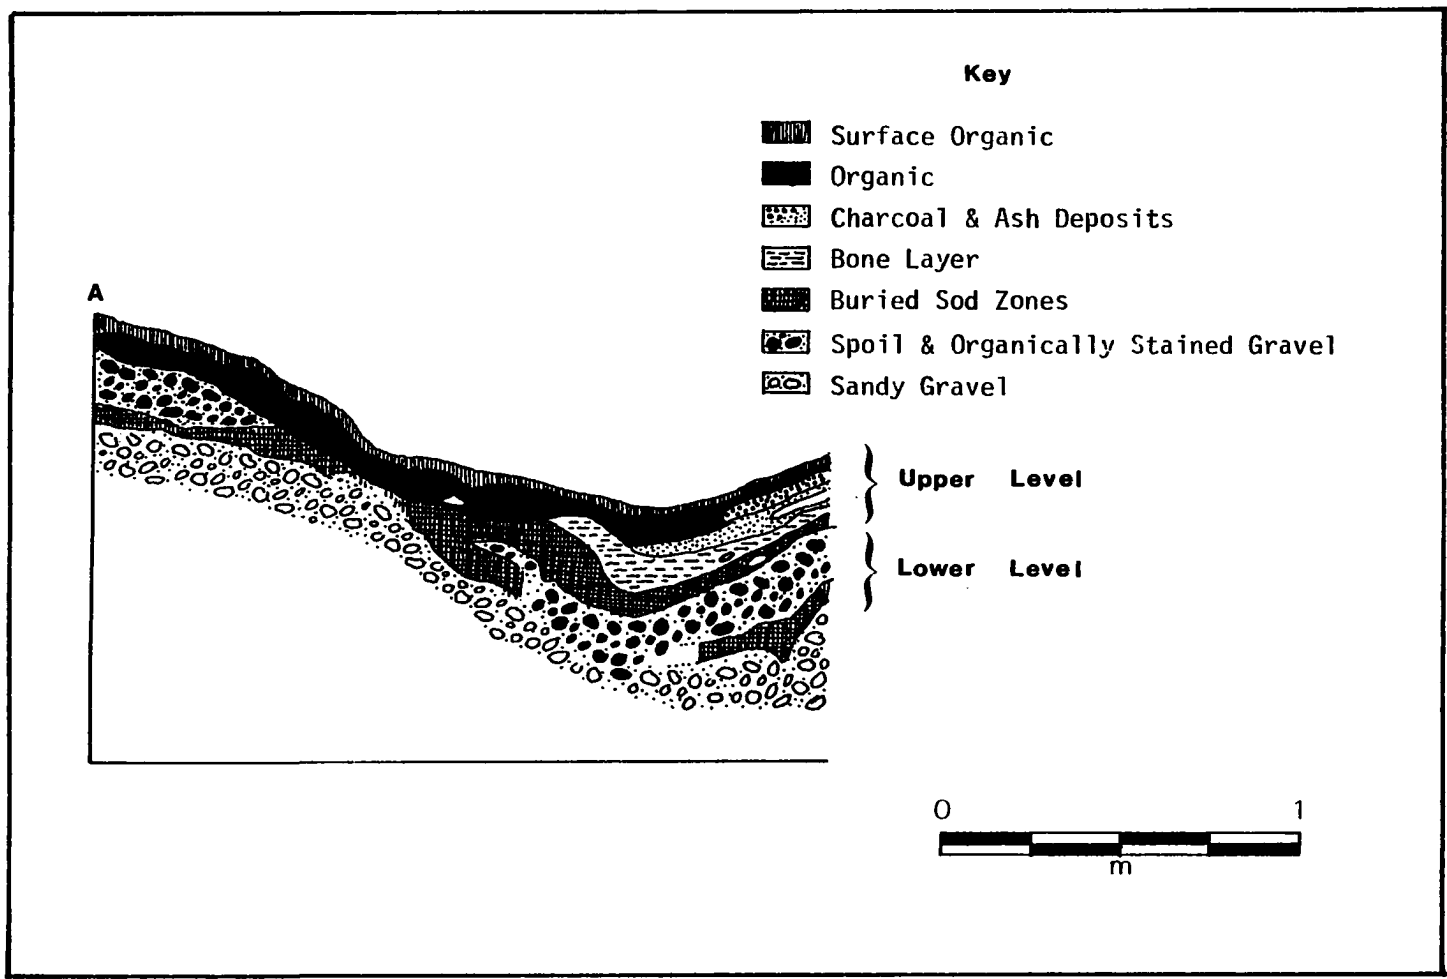 Key
Surface Organic
Organic
Charcoal & Ash Deposits
Bone Layer
Buried Sod Zones
Spoil & Organically Stained Gravel
Sandy Gravel
A
Upper Level
Lower Level
0 1
m